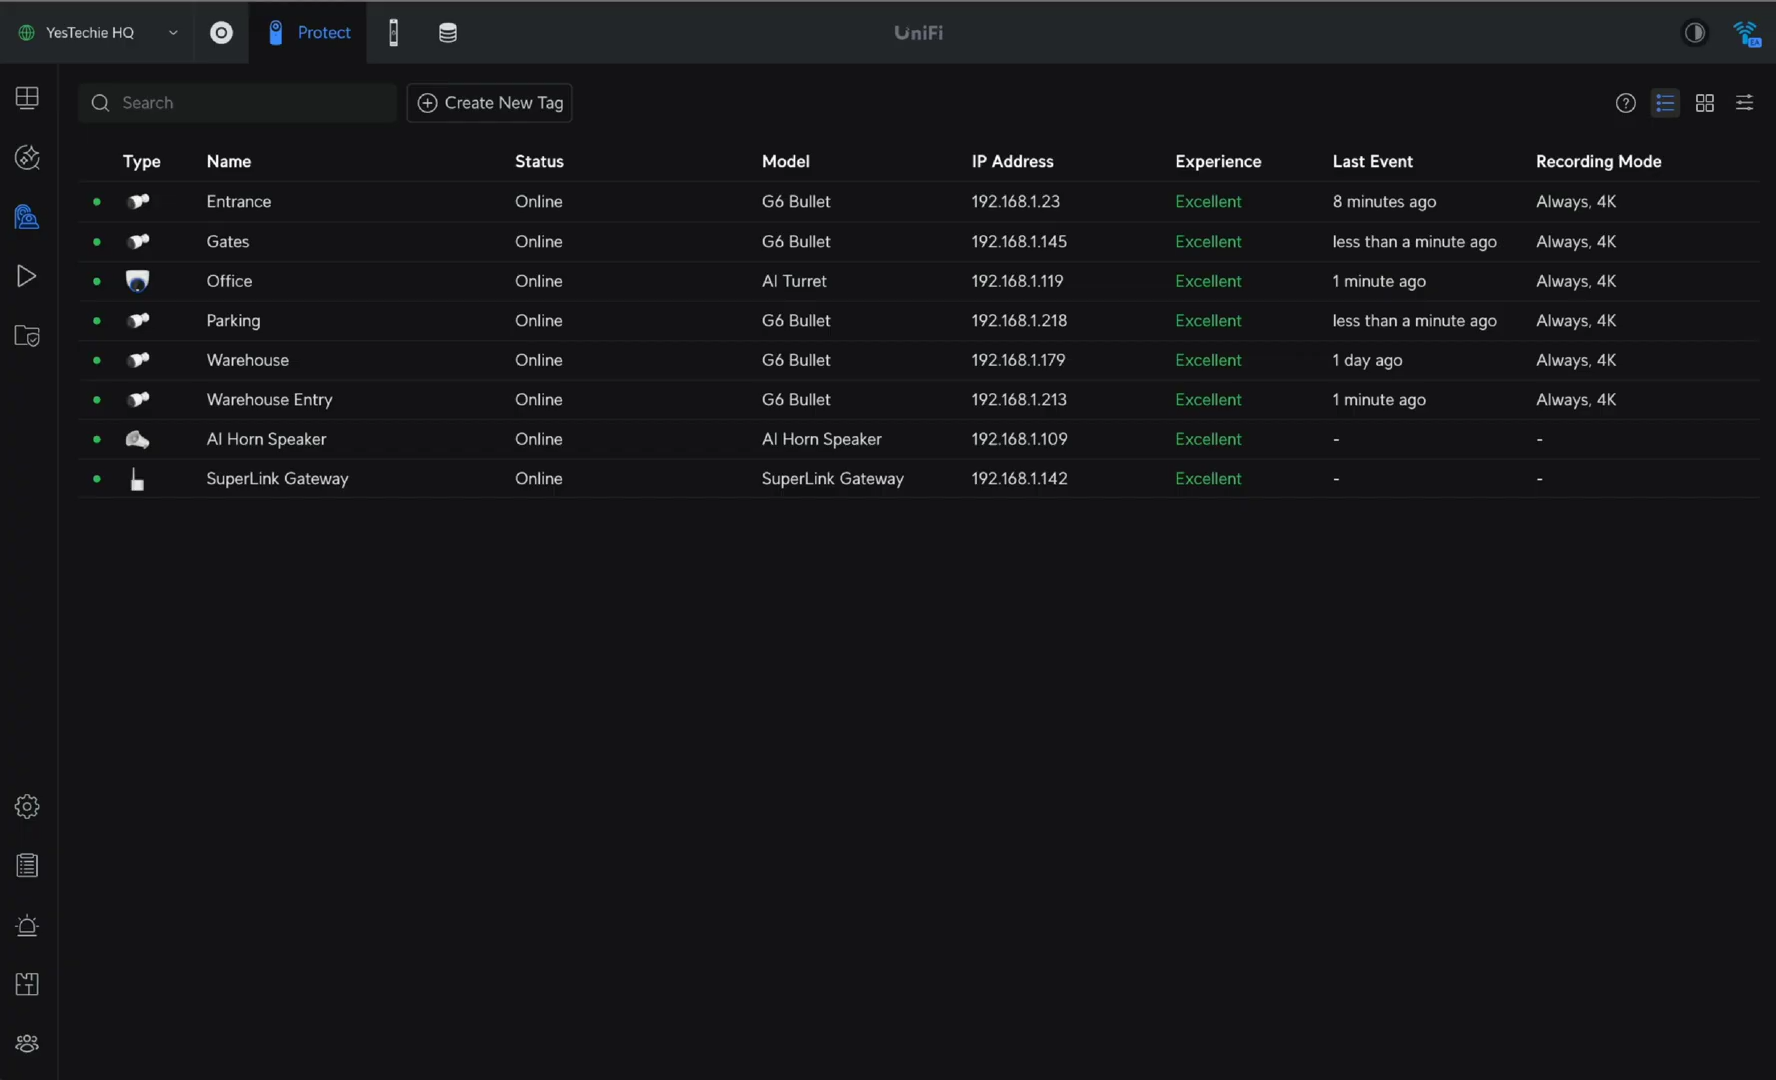 YesTechie HQ Protect UniFi EA
Search Create New Tag
Type Name Status Model IP Address Experience Last Event Recording Mode
Entrance Online G6 Bullet 192.168.1.23 Excellent 8 minutes ago Always, 4K
Gates Online G6 Bullet 192.168.1.145 Excellent less than a minute ago Always, 4K
Office Online AI Turret 192.168.1.119 Excellent 1 minute ago Always, 4K
Parking Online G6 Bullet 192.168.1.218 Excellent less than a minute ago Always, 4K
Warehouse Online G6 Bullet 192.168.1.179 Excellent 1 day ago Always, 4K
Warehouse Entry Online G6 Bullet 192.168.1.213 Excellent 1 minute ago Always, 4K
AI Horn Speaker Online AI Horn Speaker 192.168.1.109 Excellent - -
SuperLink Gateway Online SuperLink Gateway 192.168.1.142 Excellent - -